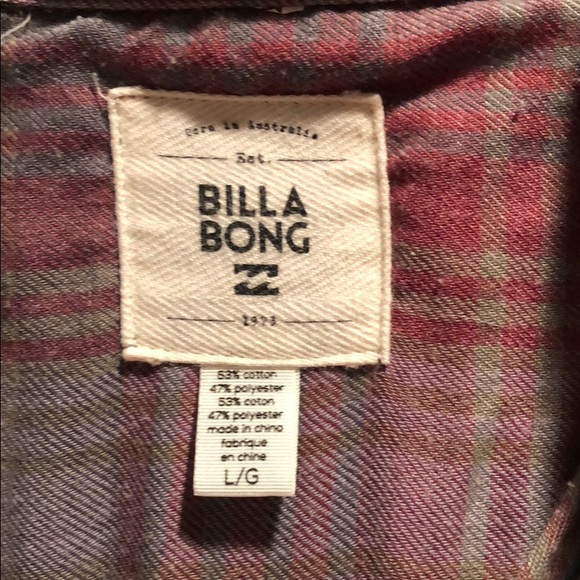 Born in Australia
Est.
BILLA
BONG
1973
53% cotton
47% polyester
53% coton
47% polyester
made in china
fabriqué
en chine
L/G